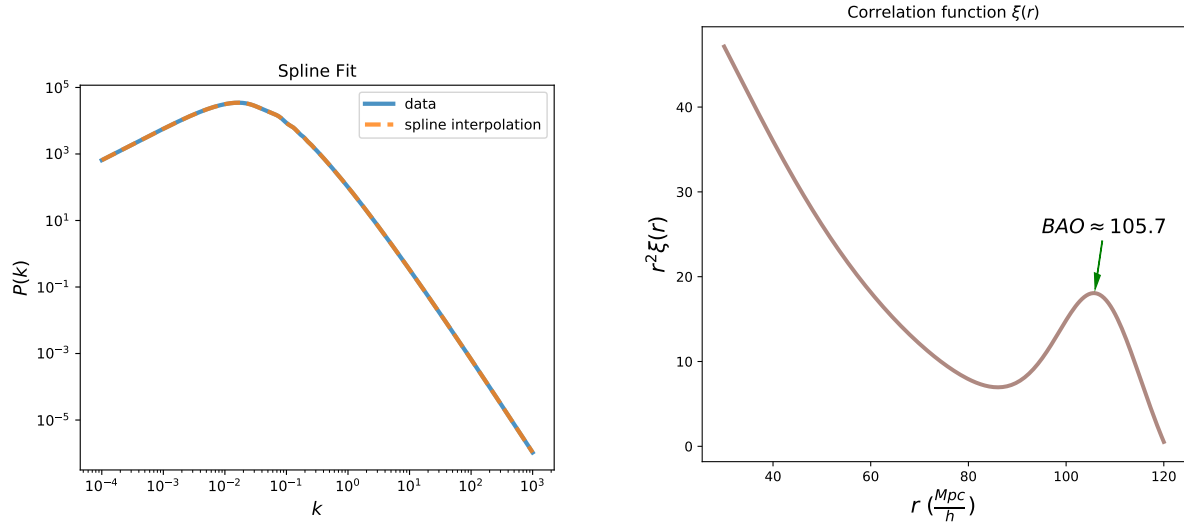 Spline Fit
data
spline interpolation
P(k)
10^5
10^3
10^1
10^-1
10^-3
10^-5
10^-4
10^-3
10^-2
10^-1
10^0
10^1
10^2
10^3
k
Correlation function ξ(r)
r^2ξ(r)
40
30
20
10
0
BAO ≈ 105.7
40
60
80
100
120
r (Mpc/h)